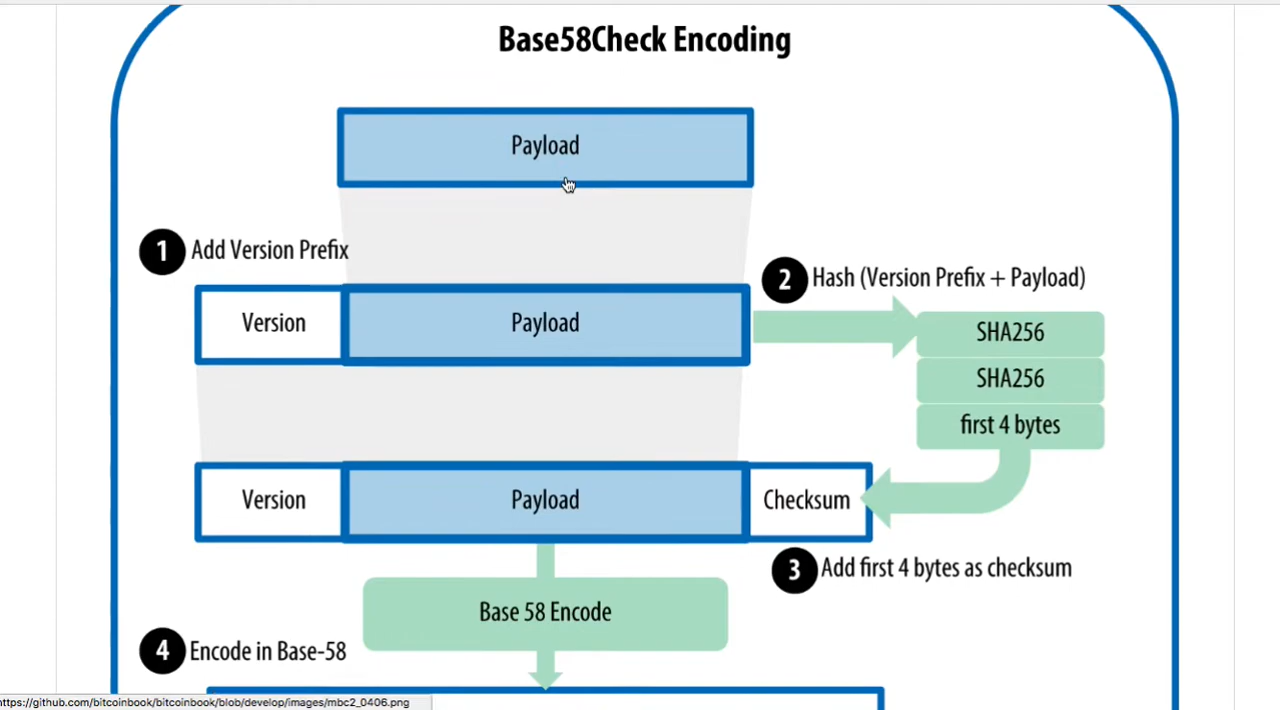 Base58Check Encoding
Payload
1 Add Version Prefix
2 Hash (Version Prefix + Payload)
Version Payload
SHA256
SHA256
first 4 bytes
Version Payload Checksum
3 Add first 4 bytes as checksum
Base 58 Encode
4 Encode in Base-58
https://github.com/bitcoinbook/bitcoinbook/blob/develop/images/mbc2_0406.png